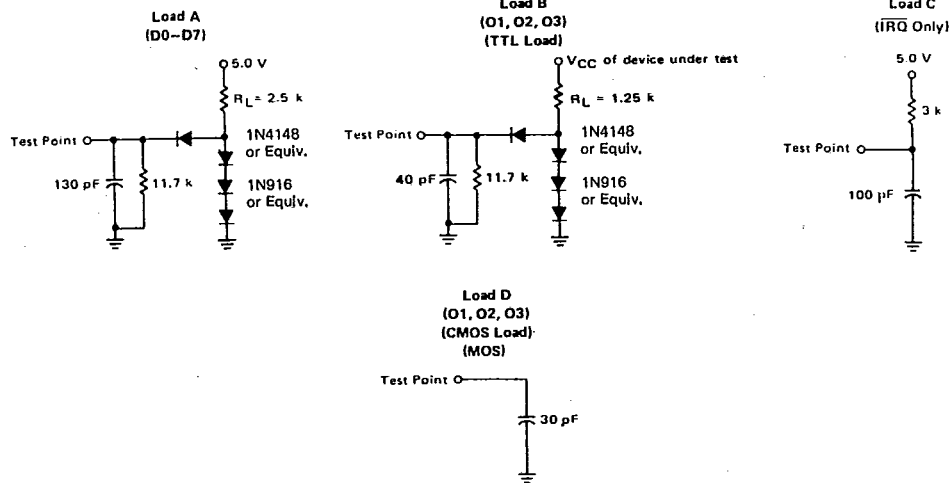 Load A
(D0~D7)
5.0 V
RL= 2.5 k
Test Point
1N4148
or Equiv.
130 pF
11.7 k
1N916
or Equiv.
Load B
(O1, O2, O3)
(TTL Load)
VCC of device under test
RL = 1.25 k
Test Point
1N4148
or Equiv.
40 pF
11.7 k
1N916
or Equiv.
Load C
(IRQ Only)
5.0 V
3 k
Test Point
100 pF
Load D
(O1, O2, O3)
(CMOS Load)
(MOS)
Test Point
30 pF